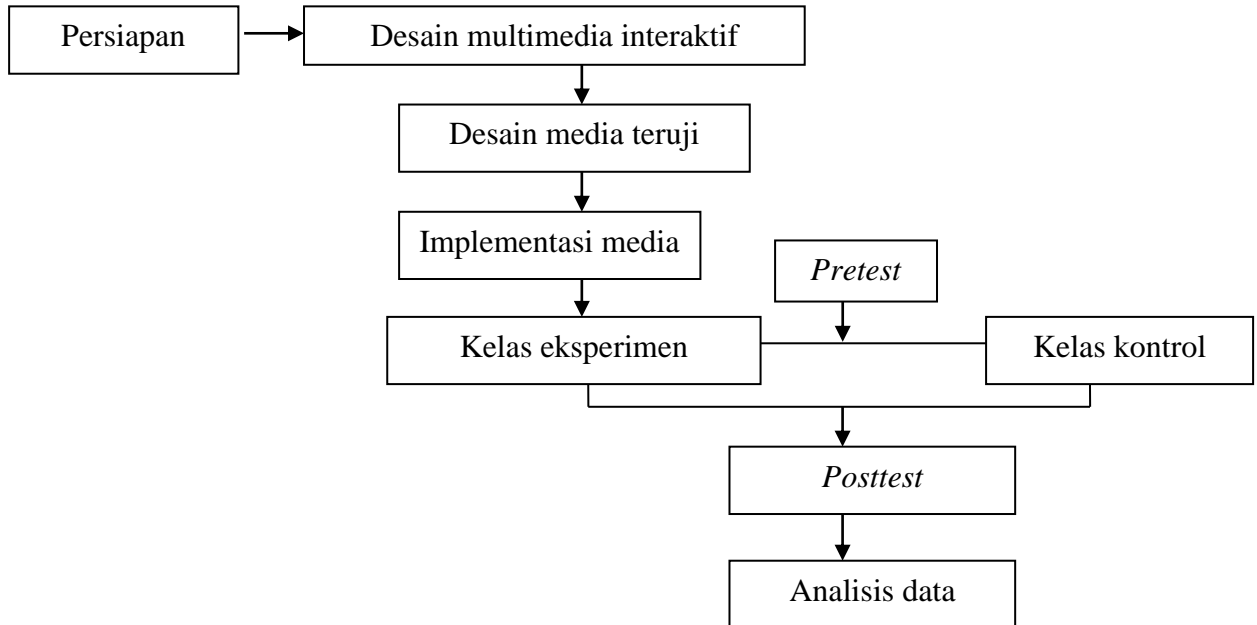 Persiapan
Desain multimedia interaktif
Desain media teruji
Implementasi media
Pretest
Kelas eksperimen
Kelas kontrol
Posttest
Analisis data